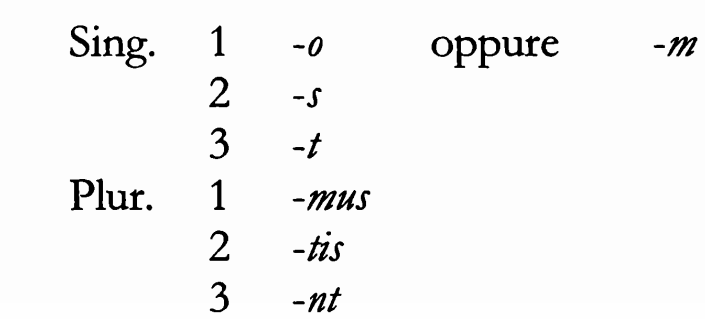 Sing. 1 -o oppure -m
2 -s
3 -t
Plur. 1 -mus
2 -tis
3 -nt